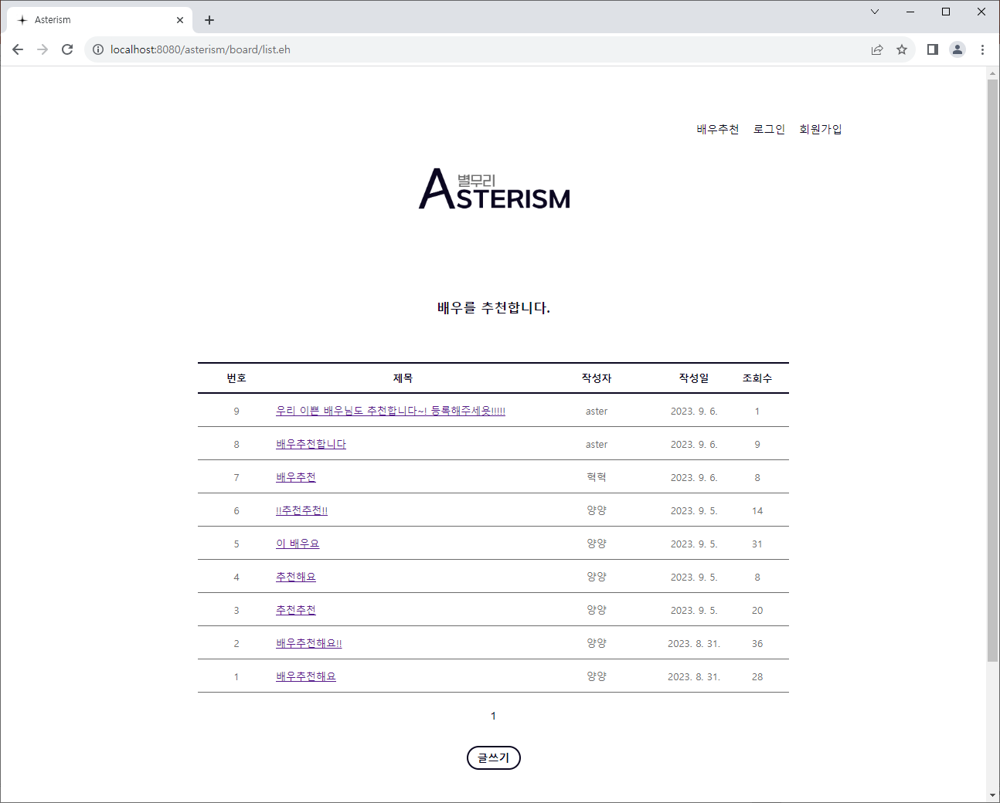 Asterism
localhost:8080/asterism/board/list.eh
배우추천 로그인 회원가입
별무리
ASTERISM
배우를 추천합니다.
번호 제목 작성자 작성일 조회수
9 우리 이쁜 배우님도 추천합니다~! 등록해주세욧!!!!! aster 2023. 9. 6. 1
8 배우추천합니다 aster 2023. 9. 6. 9
7 배우추천 혁혁 2023. 9. 6. 8
6 !!추천추천!! 양양 2023. 9. 5. 14
5 이 배우요 양양 2023. 9. 5. 31
4 추천해요 양양 2023. 9. 5. 8
3 추천추천 양양 2023. 9. 5. 20
2 배우추천해요!! 양양 2023. 8. 31. 36
1 배우추천해요 양양 2023. 8. 31. 28
1
글쓰기